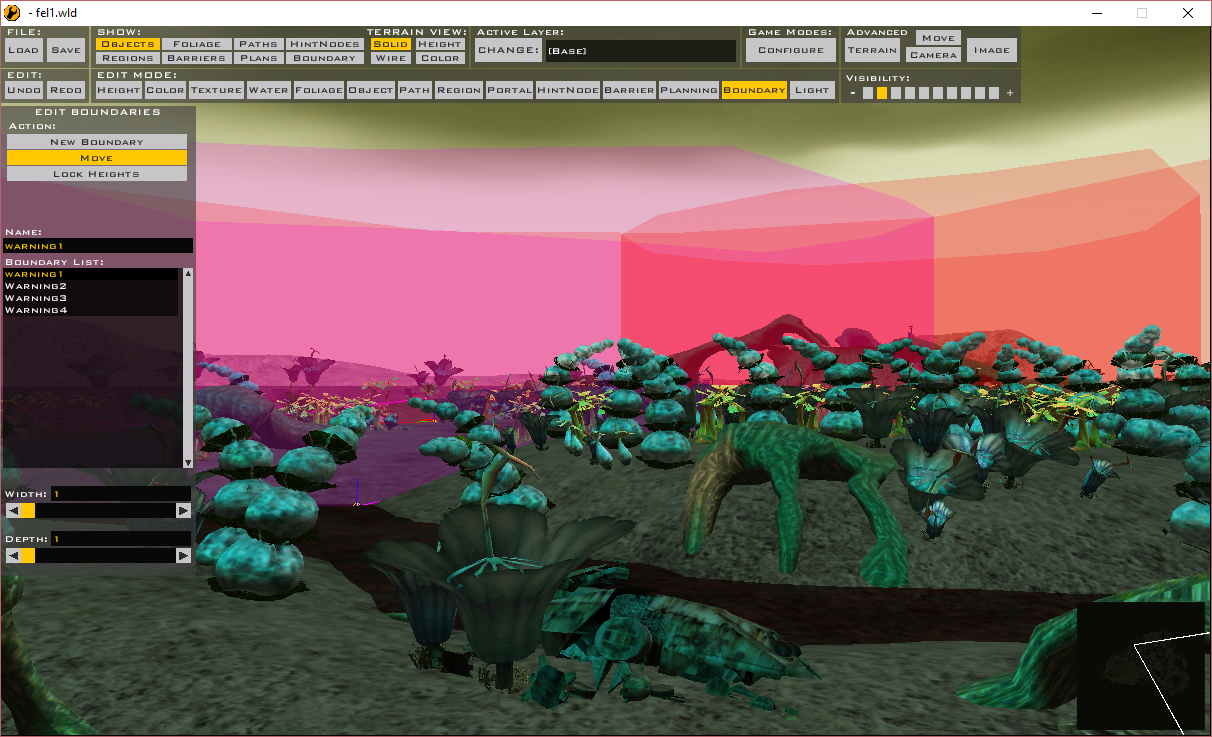 - fel1.wld
FILE:
LOAD SAVE
SHOW:
OBJECTS FOLIAGE PATHS HINTNODES
REGIONS BARRIERS PLANS BOUNDARY
TERRAIN VIEW:
SOLID HEIGHT
WIRE COLOR
ACTIVE LAYER:
CHANGE: [BASE]
GAME MODES:
CONFIGURE
ADVANCED
TERRAIN
MOVE
CAMERA
IMAGE
EDIT:
UNDO REDO
EDIT MODE:
HEIGHT COLOR TEXTURE WATER FOLIAGE OBJECT PATH REGION PORTAL HINTNODE BARRIER PLANNING BOUNDARY LIGHT
VISIBILITY:
- +
EDIT BOUNDARIES
ACTION:
NEW BOUNDARY
MOVE
LOCK HEIGHTS
NAME:
WARNING1
BOUNDARY LIST:
WARNING1
WARNING2
WARNING3
WARNING4
WIDTH: 1
DEPTH: 1